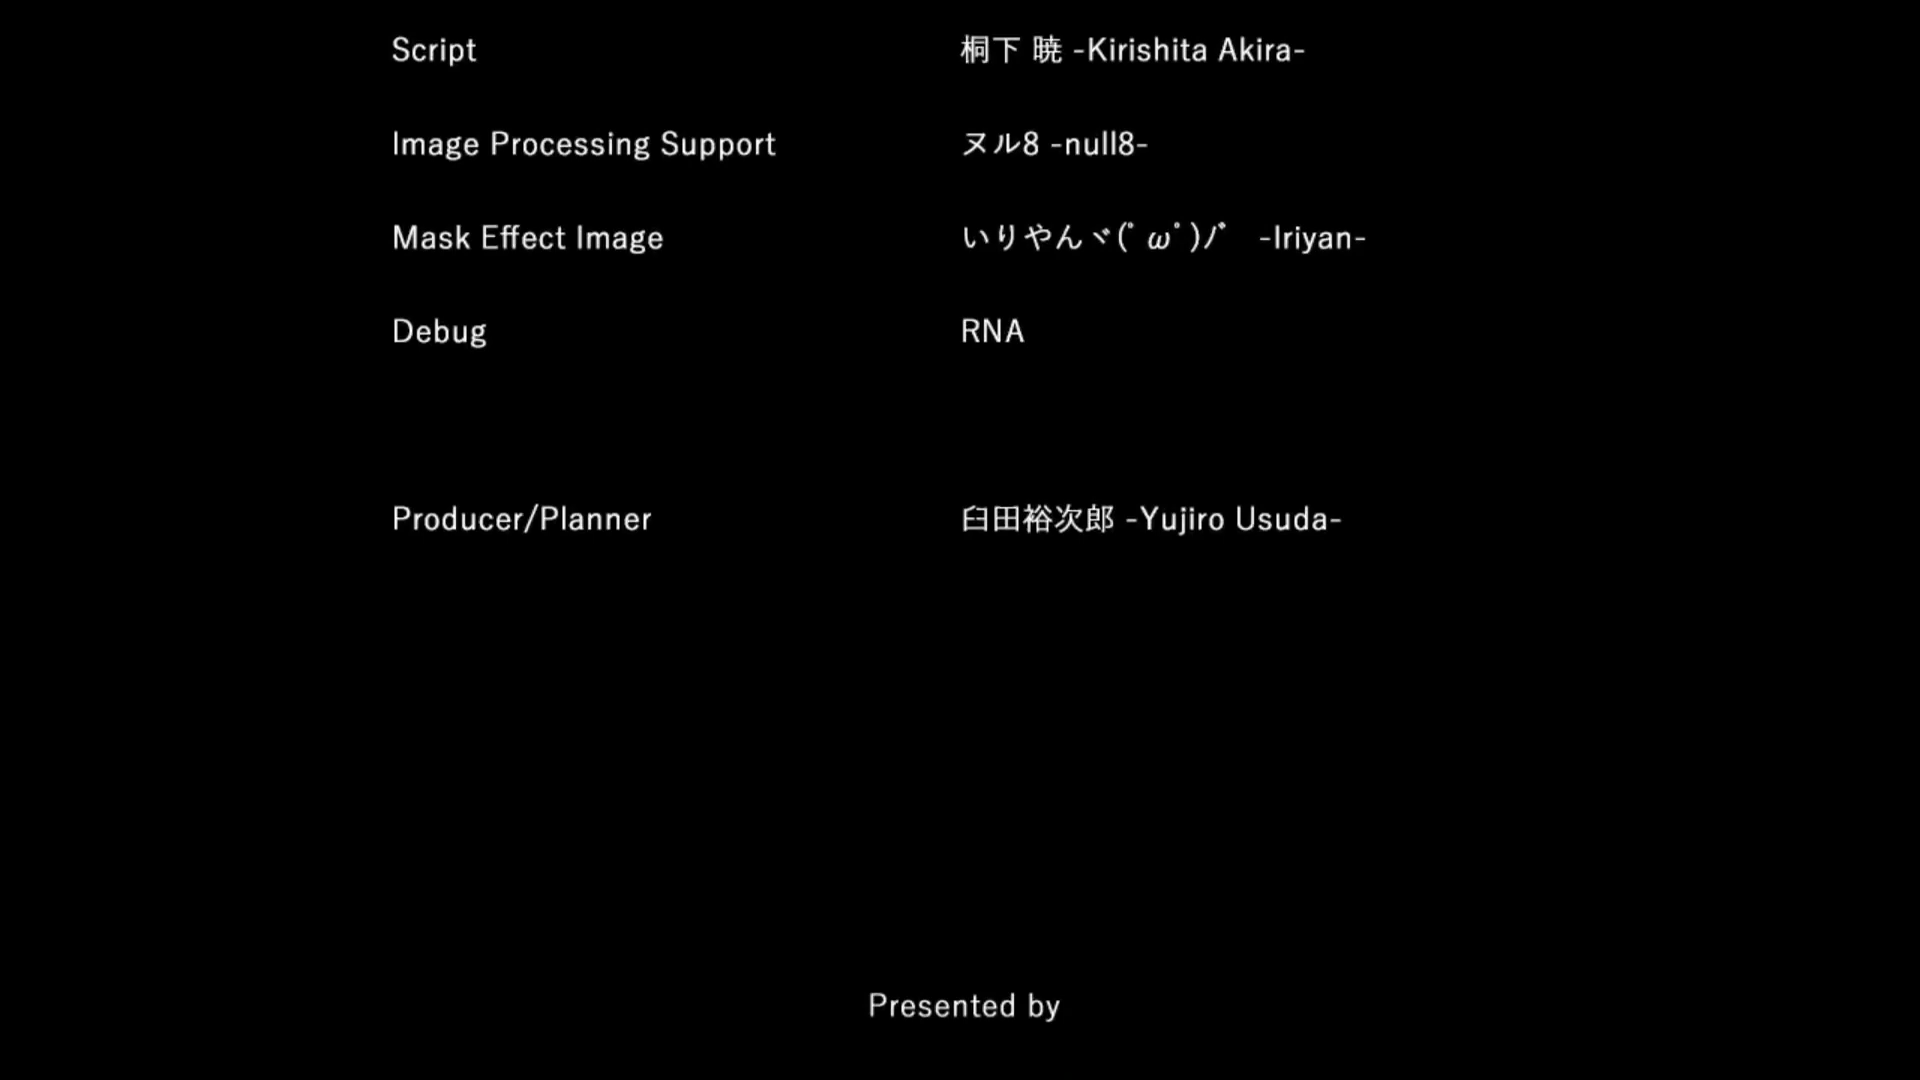 Script 桐下 暁 -Kirishita Akira-
Image Processing Support ヌル8 -null8-
Mask Effect Image いりやんヾ(ﾟωﾟ)ﾉﾞ -Iriyan-
Debug RNA
Producer/Planner 臼田裕次郎 -Yujiro Usuda-
Presented by